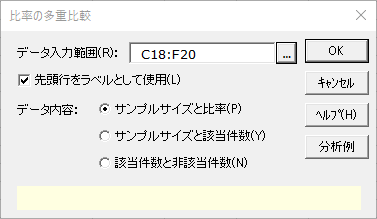 比率の多重比較
データ入力範囲(R): C18:F20 ... OK
先頭行をラベルとして使用(L) キャンセル
データ内容: サンプルサイズと比率(P) ヘルプ(H)
サンプルサイズと該当件数(Y) 分析例
該当件数と非該当件数(N)